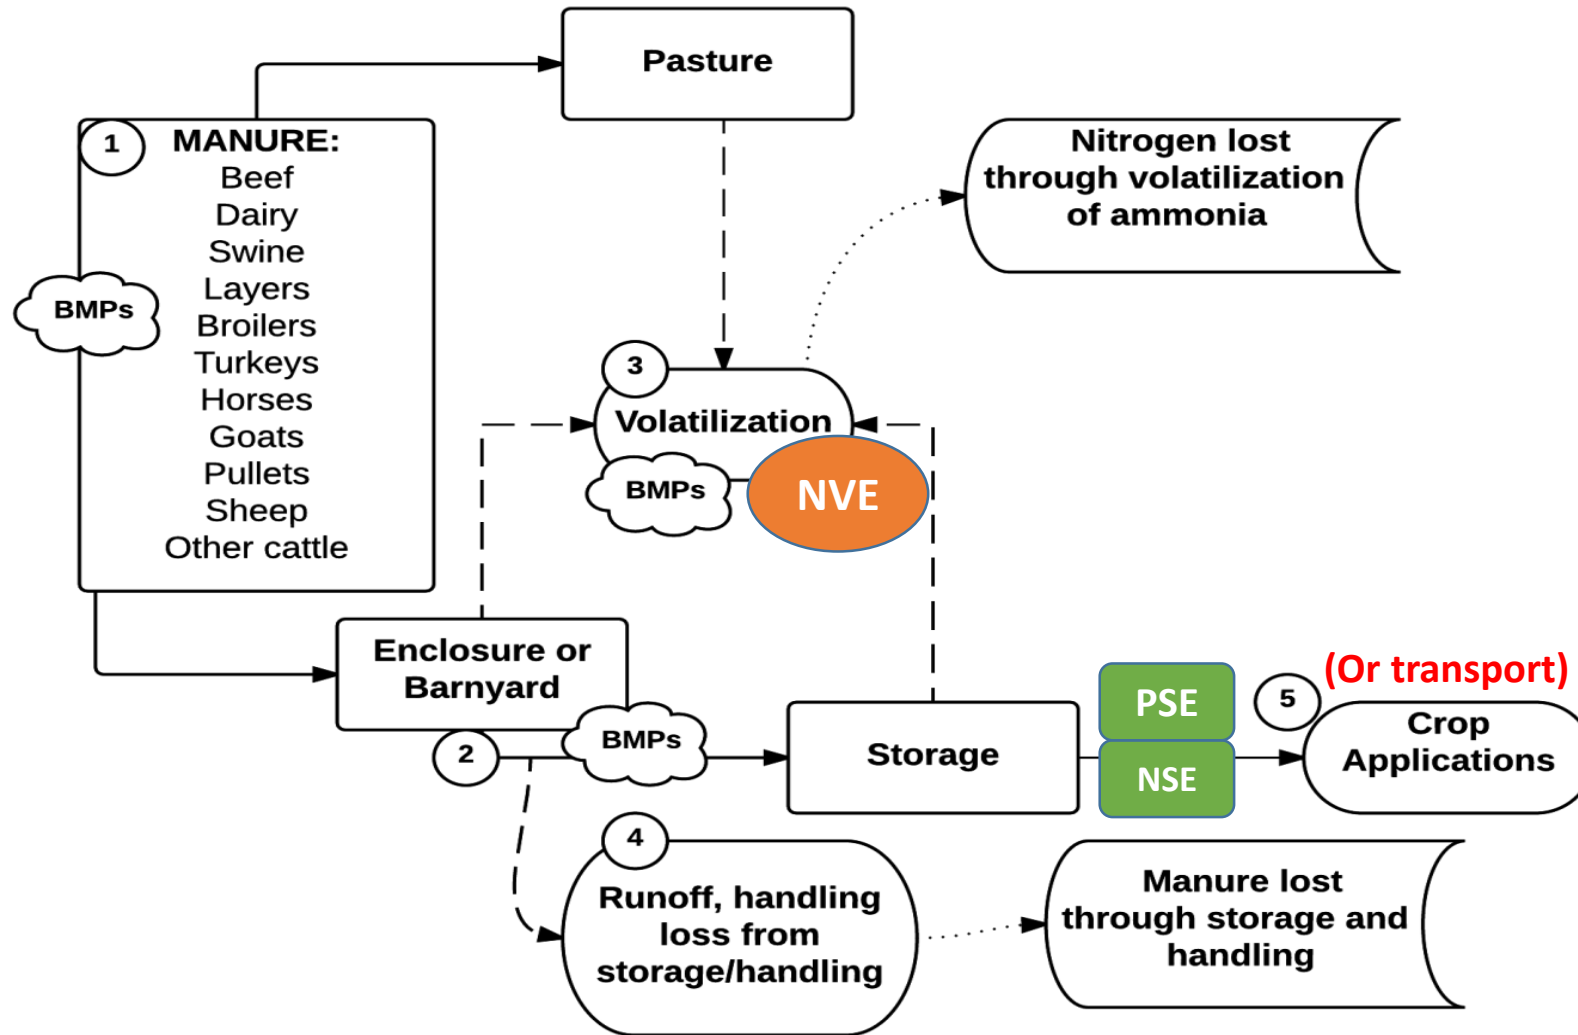 Pasture
1
MANURE:
Beef
Dairy
Swine
Layers
Broilers
Turkeys
Horses
Goats
Pullets
Sheep
Other cattle
BMPs
Nitrogen lost
through volatilization
of ammonia
3
Volatilization
BMPs
NVE
Enclosure or
Barnyard
2
BMPs
Storage
PSE
NSE
5
(Or transport)
Crop
Applications
4
Runoff, handling
loss from
storage/handling
Manure lost
through storage and
handling